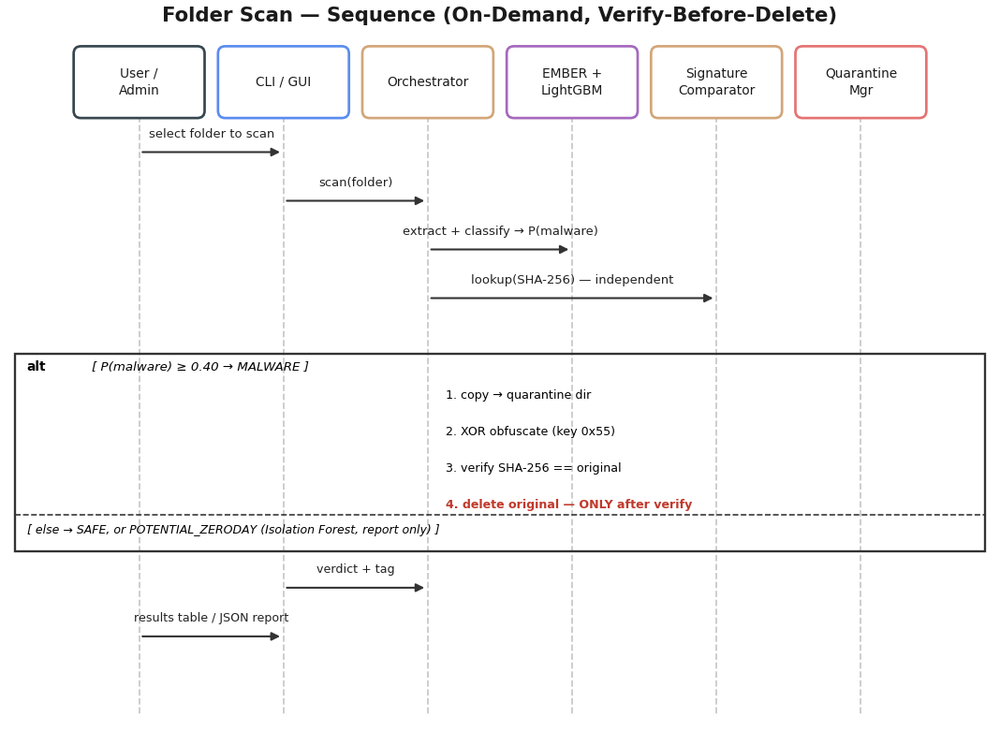 Folder Scan — Sequence (On-Demand, Verify-Before-Delete)
User /
Admin
CLI / GUI
Orchestrator
EMBER +
LightGBM
Signature
Comparator
Quarantine
Mgr
select folder to scan
scan(folder)
extract + classify → P(malware)
lookup(SHA-256) — independent
alt
[ P(malware) ≥ 0.40 → MALWARE ]
1. copy → quarantine dir
2. XOR obfuscate (key 0x55)
3. verify SHA-256 == original
4. delete original — ONLY after verify
[ else → SAFE, or POTENTIAL_ZERODAY (Isolation Forest, report only) ]
verdict + tag
results table / JSON report